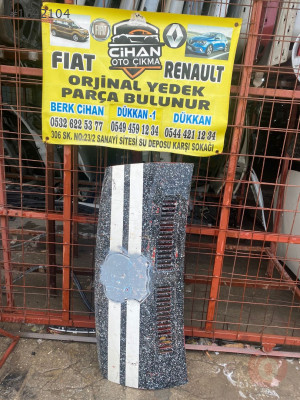 2104
CİHAN
OTO ÇIKMA
FIAT
RENAULT
ORJİNAL YEDEK
PARÇA BULUNUR
BERK CİHAN DÜKKAN -1 DÜKKAN
0532 622 53 77 0549 459 12 34 0544 421 12 34
306 SK. NO:23/2 SANAYİ SİTESİ SU DEPOSU KARŞI SOKAĞI